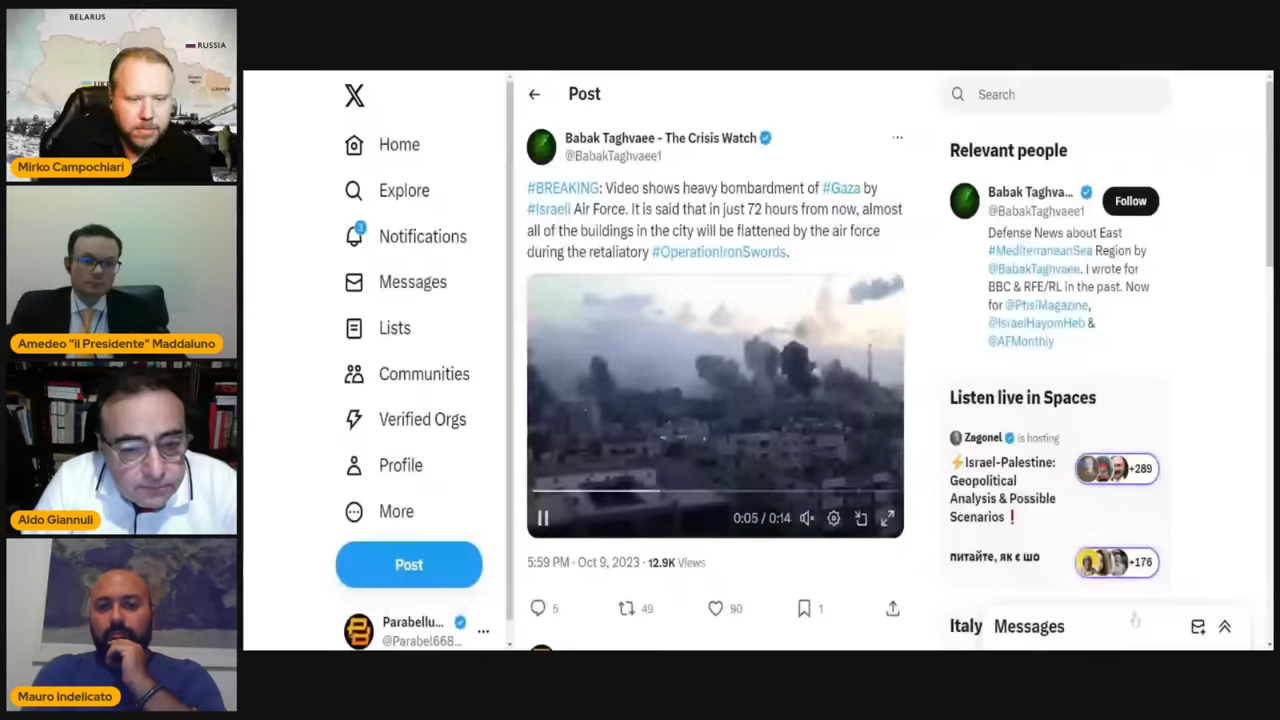 BELARUS
RUSSIA
UKR
Mirko Campochiari
Amedeo "il Presidente" Maddaluno
Aldo Giannuli
Mauro Indelicato
X
Home
Explore
3
Notifications
Messages
Lists
Communities
Verified Orgs
Profile
More
Post
Parabellu...
@Parabel668...
Post
Babak Taghvaee - The Crisis Watch
@BabakTaghvaee1
#BREAKING: Video shows heavy bombardment of #Gaza by
#Israeli Air Force. It is said that in just 72 hours from now, almost
all of the buildings in the city will be flattened by the air force
during the retaliatory #OperationIronSwords.
0:05 / 0:14
5:59 PM · Oct 9, 2023 · 12.9K Views
5 49 90 1
Search
Relevant people
Babak Taghva...
@BabakTaghvaee1
Follow
Defense News about East
#MediterraneanSea Region by
@BabakTaghvaee. I wrote for
BBC & RFE/RL in the past. Now
for @PtisiMagazine,
@IsraelHayomHeb &
@AFMonthly
Listen live in Spaces
Zagonel is hosting
⚡Israel-Palestine:
Geopolitical
Analysis & Possible
Scenarios❗
+289
питайте, як є шо
+176
Italy
Messages